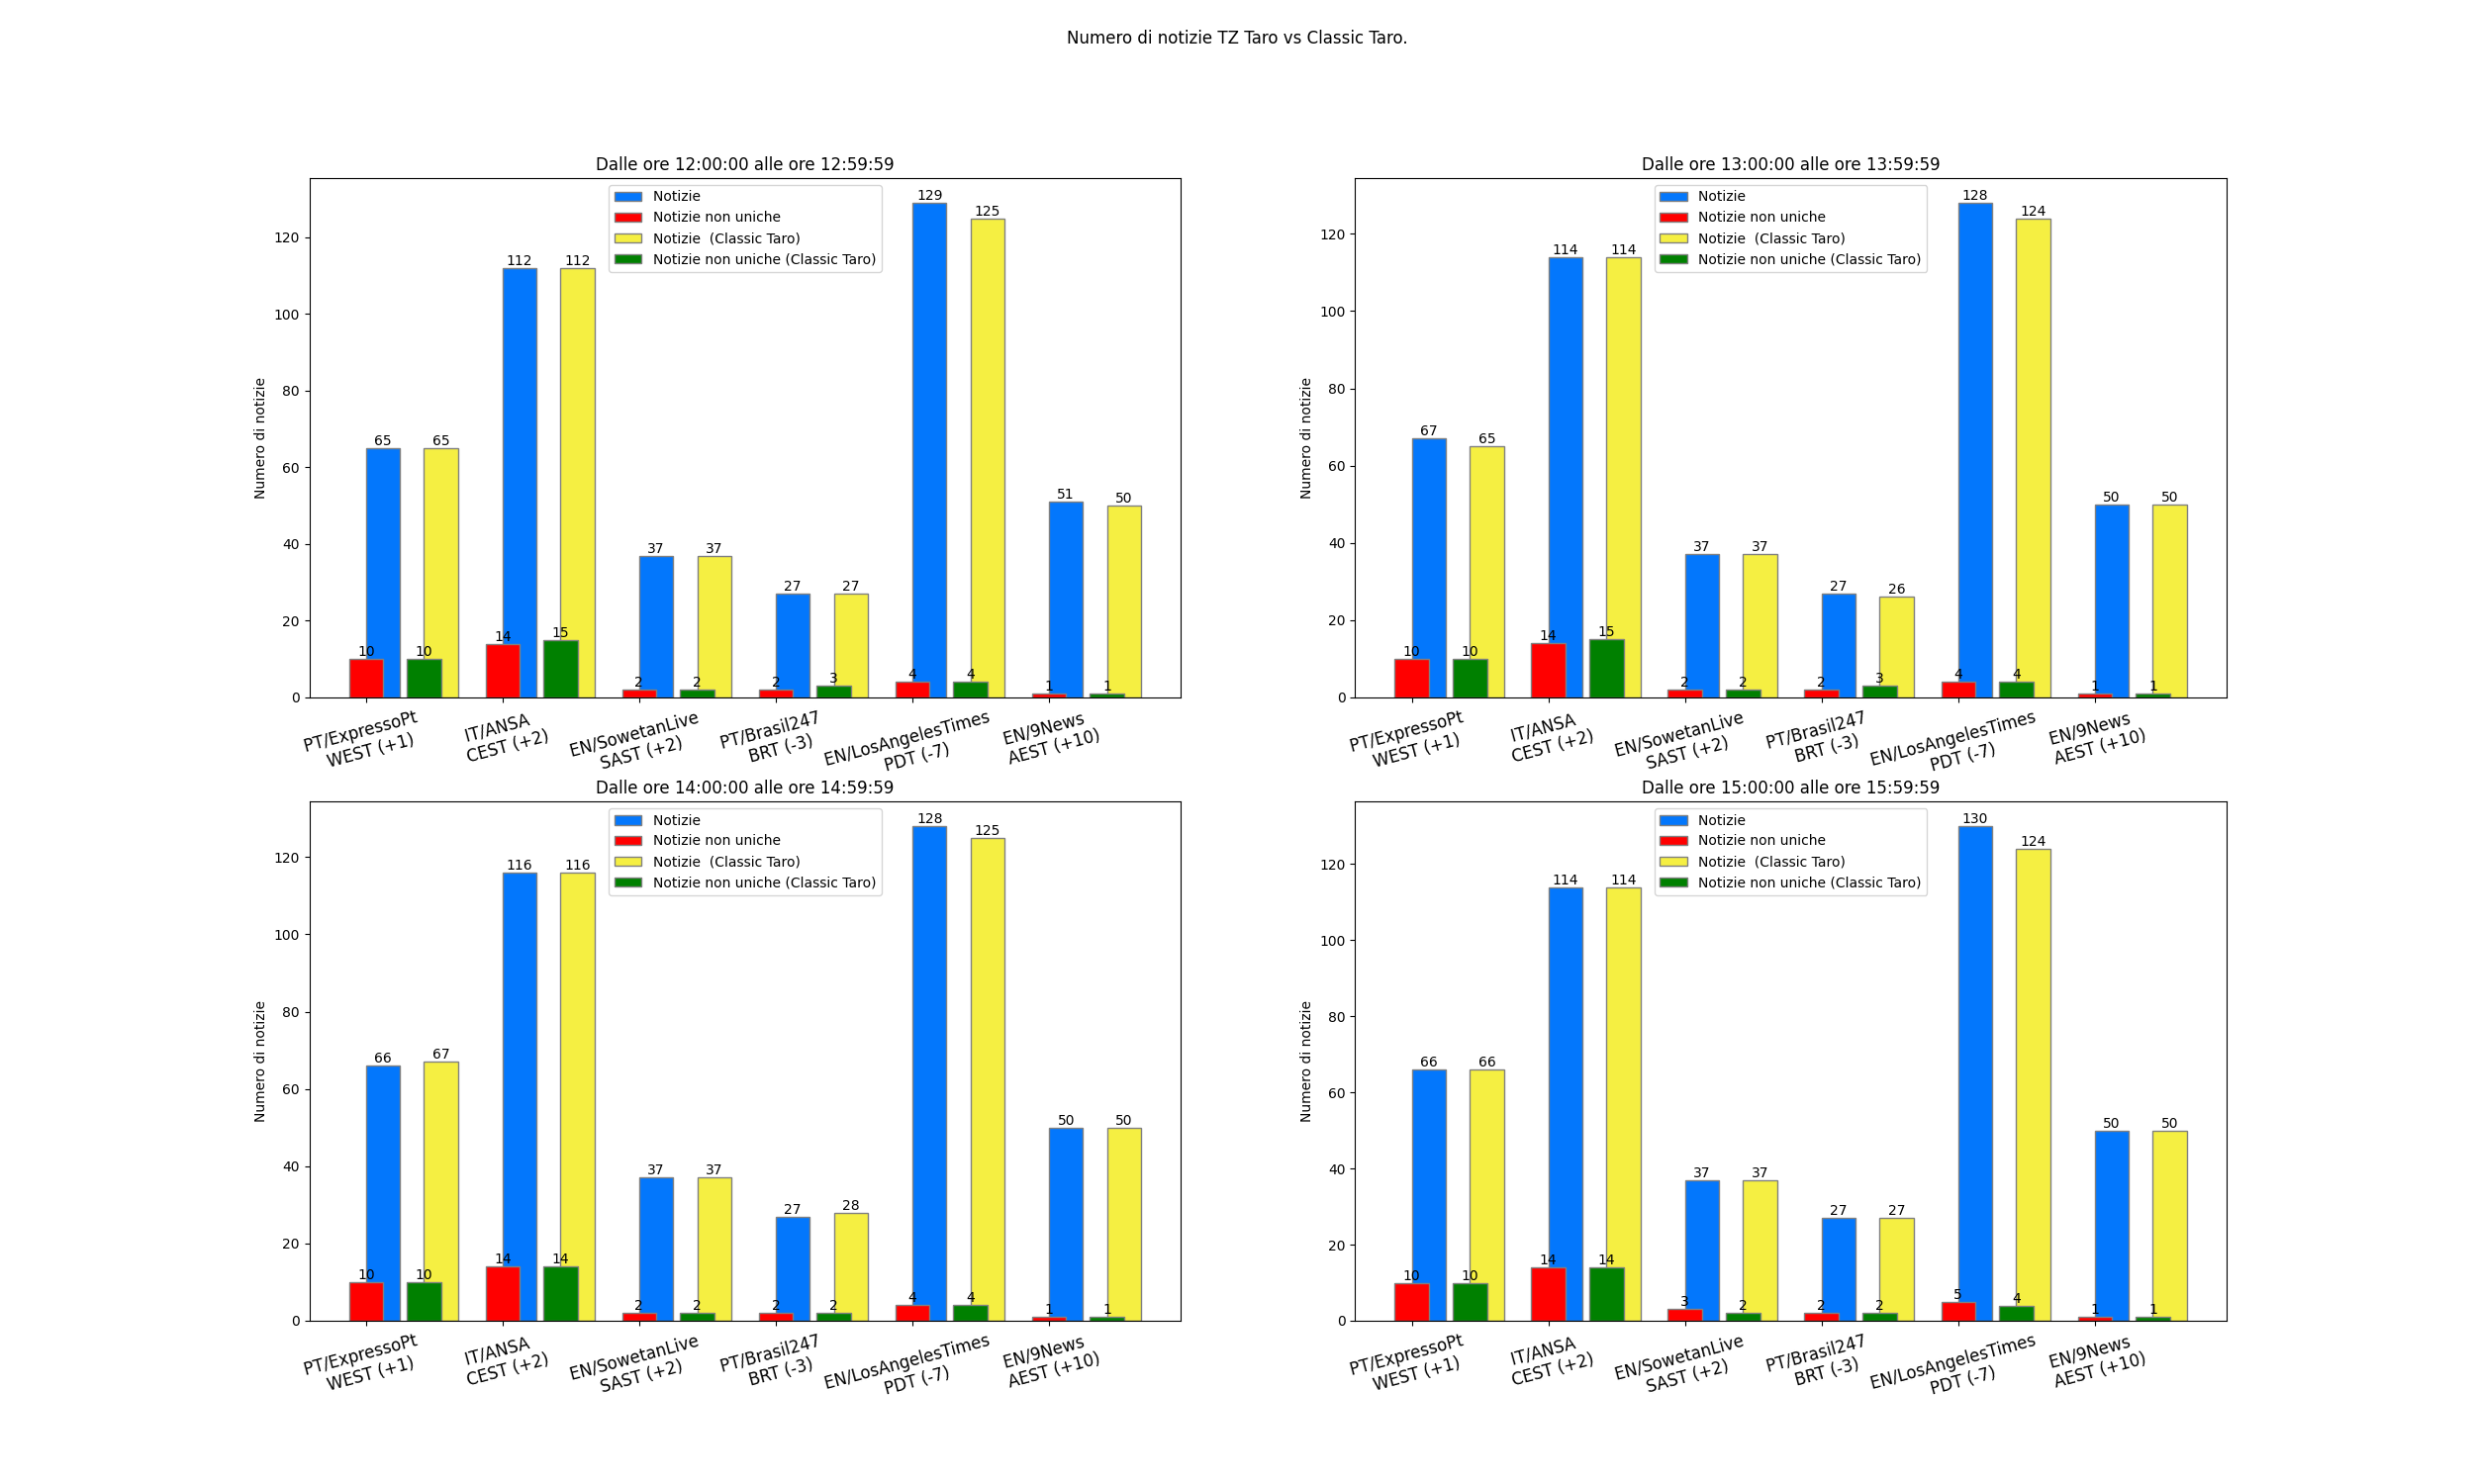 Numero di notizie TZ Taro vs Classic Taro.
Dalle ore 12:00:00 alle ore 12:59:59
Notizie
Notizie non uniche
Notizie  (Classic Taro)
Notizie non uniche (Classic Taro)
Numero di notizie
120
100
80
60
40
20
0
65 65 112 112 37 37 27 27 129 125 51 50
10 10 14 15 2 2 2 3 4 4 1 1
PT/ExpressoPt
WEST (+1)
IT/ANSA
CEST (+2)
EN/SowetanLive
SAST (+2)
PT/Brasil247
BRT (-3)
EN/LosAngelesTimes
PDT (-7)
EN/9News
AEST (+10)
Dalle ore 13:00:00 alle ore 13:59:59
Notizie
Notizie non uniche
Notizie  (Classic Taro)
Notizie non uniche (Classic Taro)
Numero di notizie
120
100
80
60
40
20
0
67 65 114 114 37 37 27 26 128 124 50 50
10 10 14 15 2 2 2 3 4 4 1 1
PT/ExpressoPt
WEST (+1)
IT/ANSA
CEST (+2)
EN/SowetanLive
SAST (+2)
PT/Brasil247
BRT (-3)
EN/LosAngelesTimes
PDT (-7)
EN/9News
AEST (+10)
Dalle ore 14:00:00 alle ore 14:59:59
Notizie
Notizie non uniche
Notizie  (Classic Taro)
Notizie non uniche (Classic Taro)
Numero di notizie
120
100
80
60
40
20
0
66 67 116 116 37 37 27 28 128 125 50 50
10 10 14 14 2 2 2 2 4 4 1 1
PT/ExpressoPt
WEST (+1)
IT/ANSA
CEST (+2)
EN/SowetanLive
SAST (+2)
PT/Brasil247
BRT (-3)
EN/LosAngelesTimes
PDT (-7)
EN/9News
AEST (+10)
Dalle ore 15:00:00 alle ore 15:59:59
Notizie
Notizie non uniche
Notizie  (Classic Taro)
Notizie non uniche (Classic Taro)
Numero di notizie
120
100
80
60
40
20
0
66 66 114 114 37 37 27 27 130 124 50 50
10 10 14 14 3 2 2 2 5 4 1 1
PT/ExpressoPt
WEST (+1)
IT/ANSA
CEST (+2)
EN/SowetanLive
SAST (+2)
PT/Brasil247
BRT (-3)
EN/LosAngelesTimes
PDT (-7)
EN/9News
AEST (+10)